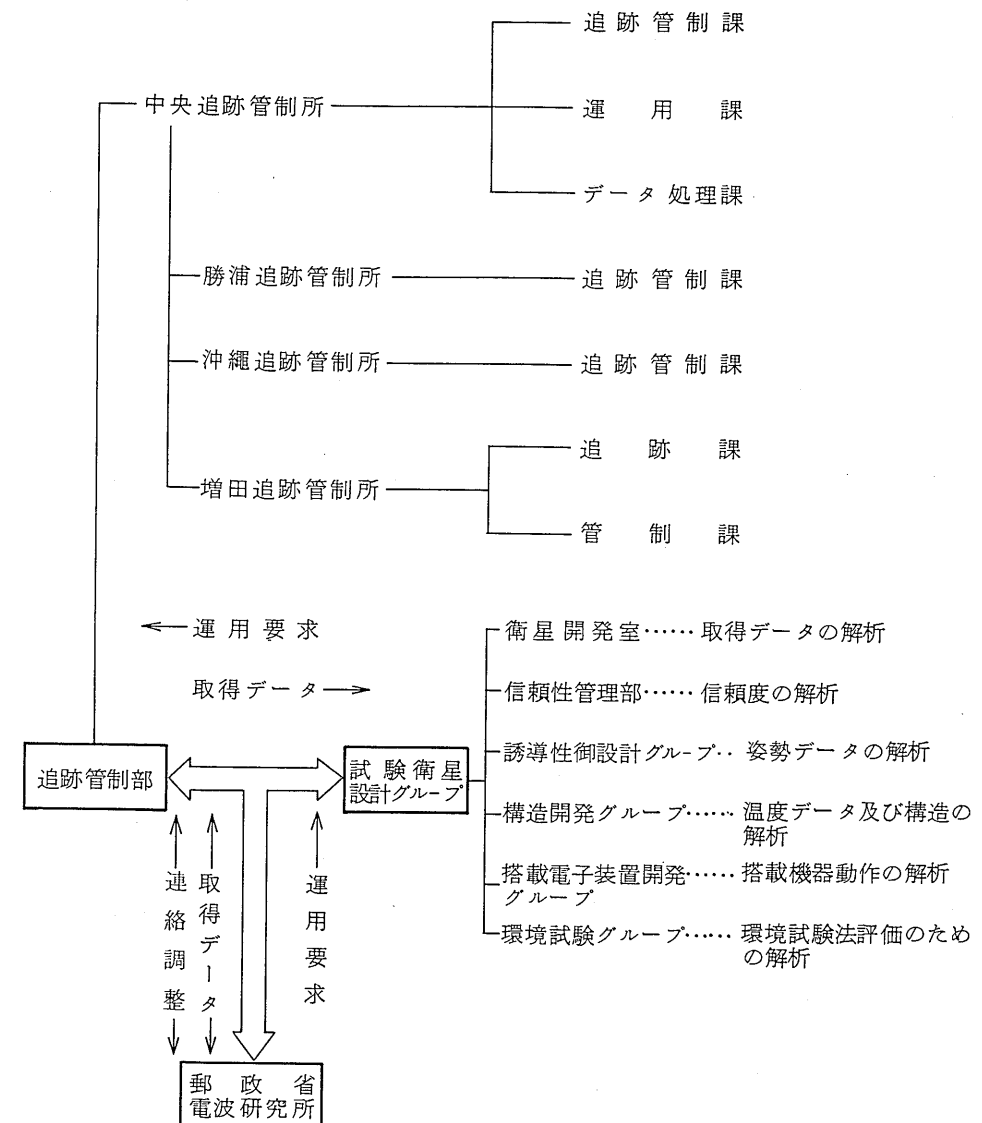 追跡管制課
中央追跡管制所
運用課
データ処理課
勝浦追跡管制所
追跡管制課
沖縄追跡管制所
追跡管制課
追跡課
増田追跡管制所
管制課
←運用要求
取得データ→
衛星開発室……取得データの解析
信頼性管理部……信頼度の解析
誘導性御設計グループ‥姿勢データの解析
構造開発グループ……温度データ及び構造の
解析
搭載電子装置開発……搭載機器動作の解析
グループ
環境試験グループ……環境試験法評価のため
の解析
追跡管制部
試験衛星
設計グループ
連絡調整
取得データ
運用要求
郵政省
電波研究所